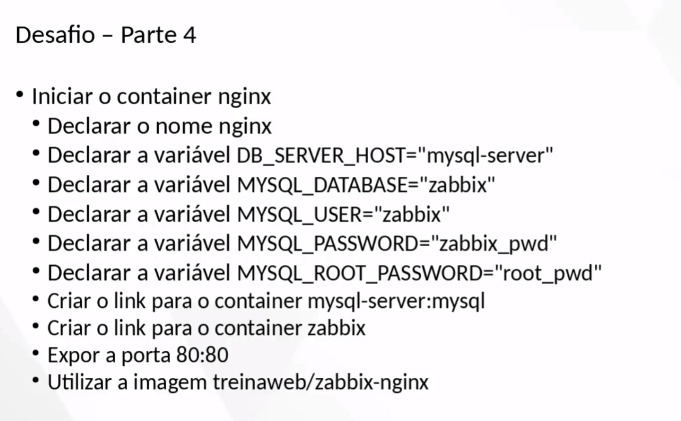 Desafio – Parte 4
• Iniciar o container nginx
• Declarar o nome nginx
• Declarar a variável DB_SERVER_HOST="mysql-server"
• Declarar a variável MYSQL_DATABASE="zabbix"
• Declarar a variável MYSQL_USER="zabbix"
• Declarar a variável MYSQL_PASSWORD="zabbix_pwd"
• Declarar a variável MYSQL_ROOT_PASSWORD="root_pwd"
• Criar o link para o container mysql-server:mysql
• Criar o link para o container zabbix
• Expor a porta 80:80
• Utilizar a imagem treinaweb/zabbix-nginx